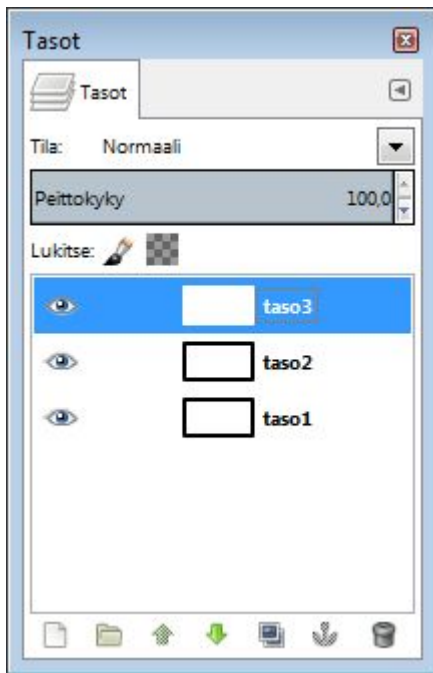 Tasot
Tasot
Tila: Normaali
Peittokyky 100,0
Lukitse:
taso3
taso2
taso1